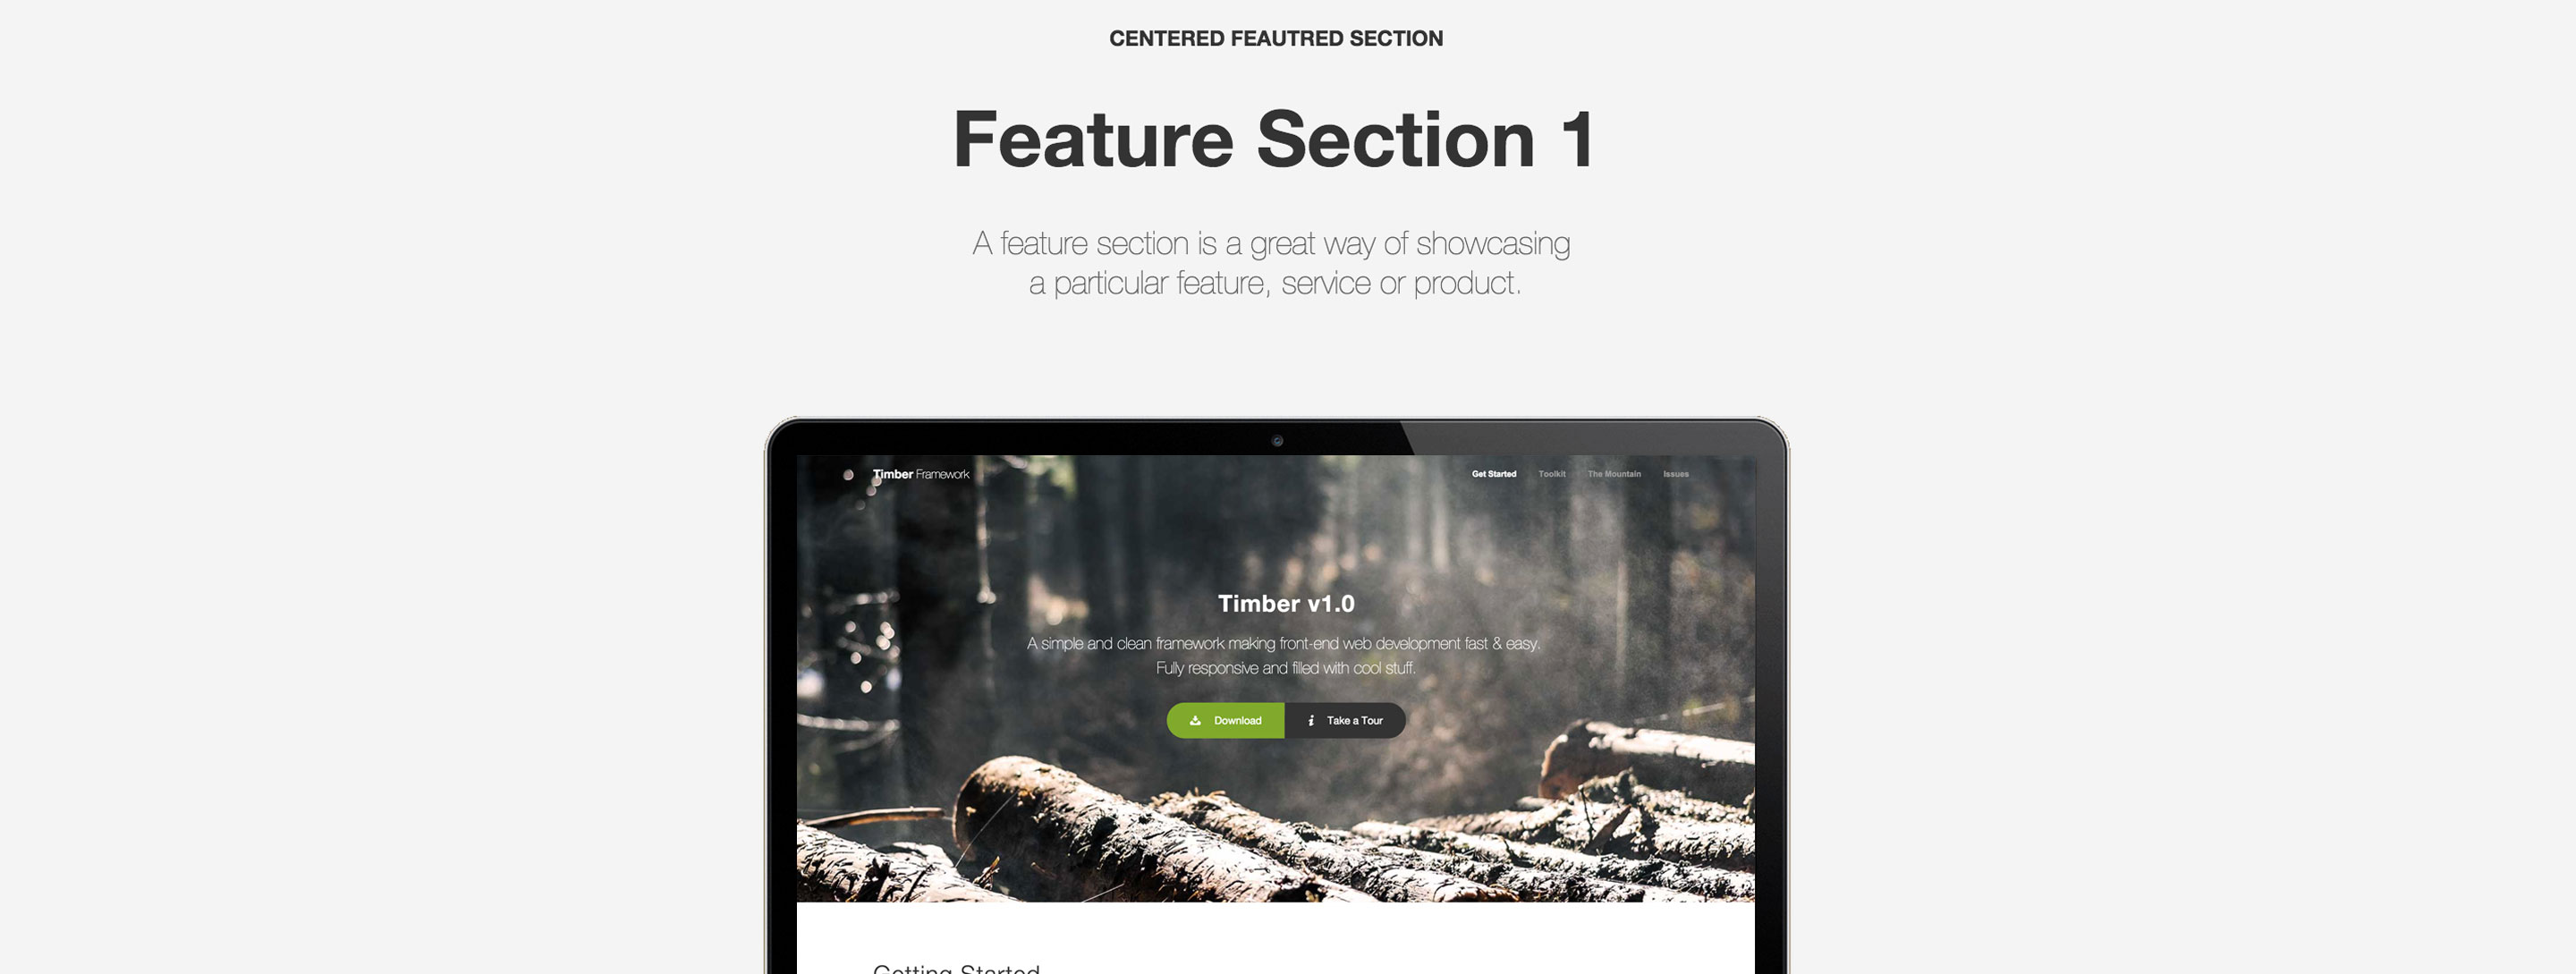 CENTERED FEAUTRED SECTION
Feature Section 1
A feature section is a great way of showcasing
a particular feature, service or product.
Timber Framework
Get Started Toolkit The Mountain Issues
Timber v1.0
A simple and clean framework making front-end web development fast & easy.
Fully responsive and filled with cool stuff.
Download Take a Tour
Getting Started